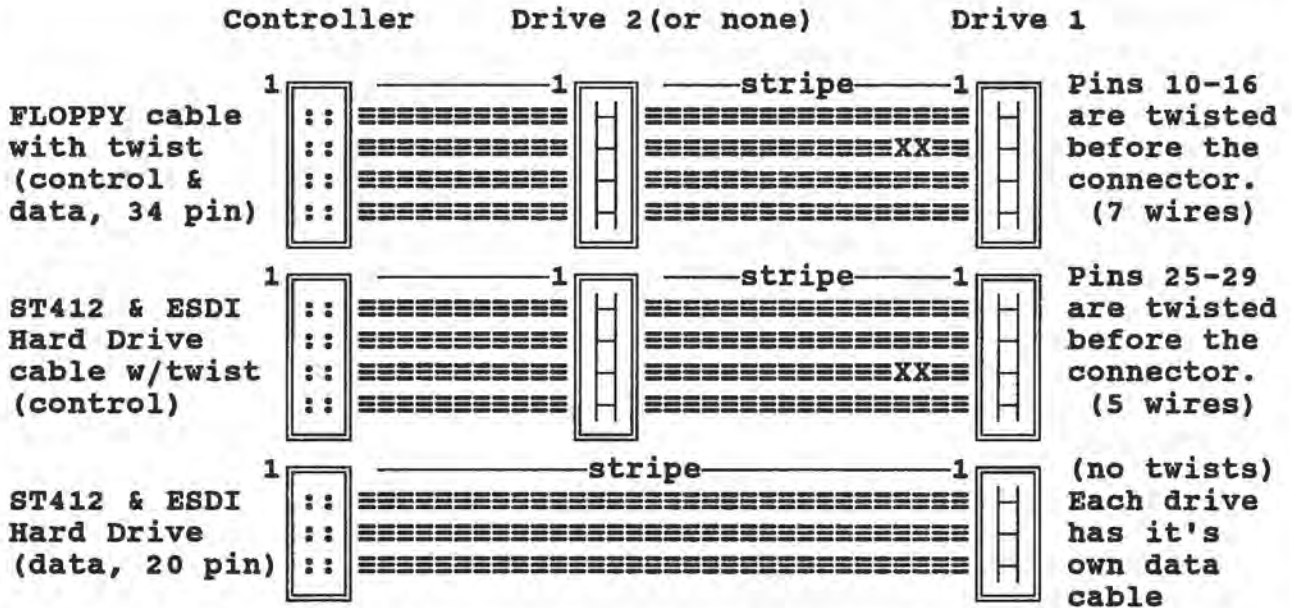 Controller Drive 2(or none) Drive 1
1 1 stripe 1 Pins 10-16
FLOPPY cable are twisted
with twist XX before the
(control & connector.
data, 34 pin) (7 wires)
1 1 stripe 1 Pins 25-29
ST412 & ESDI are twisted
Hard Drive before the
cable w/twist XX connector.
(control) (5 wires)
1 stripe 1 (no twists)
ST412 & ESDI Each drive
Hard Drive has it's
(data, 20 pin) own data
cable